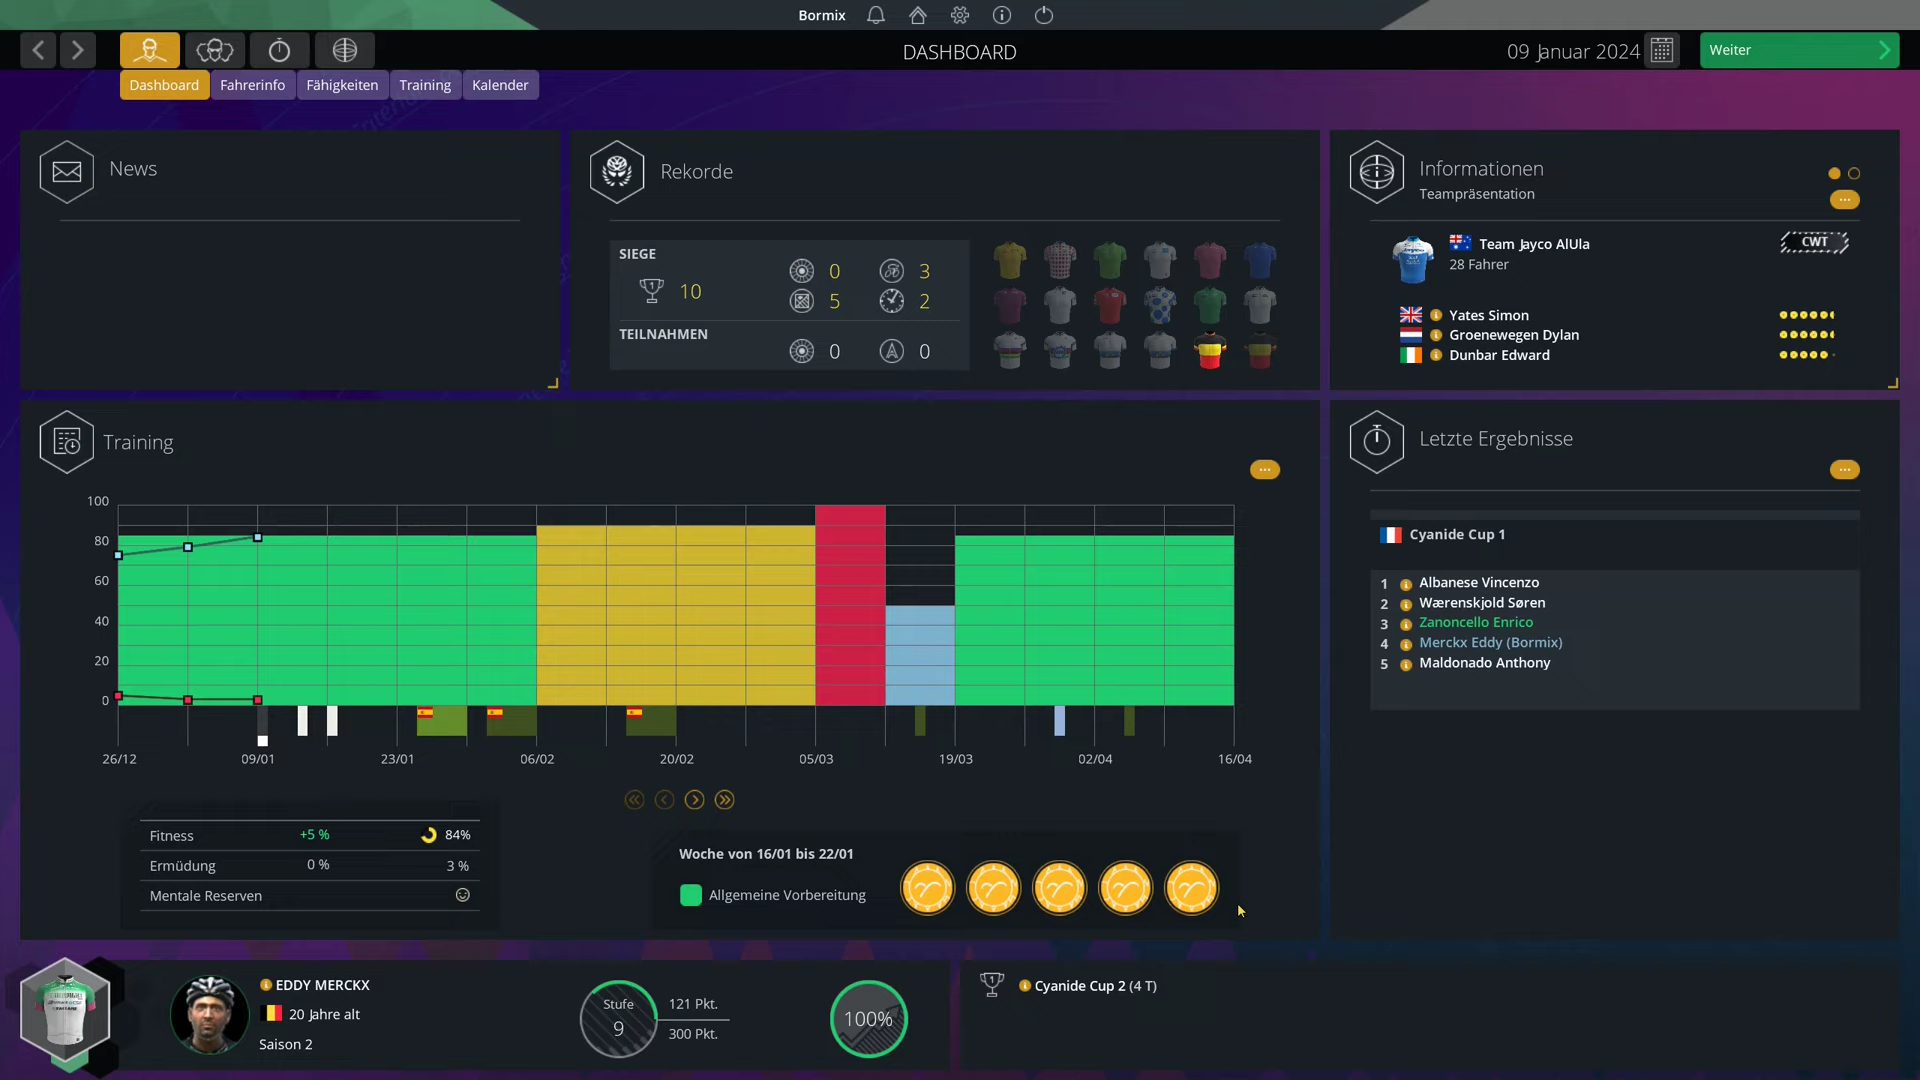 Bormix
DASHBOARD
09 Januar 2024
Weiter
Dashboard
Fahrerinfo
Fähigkeiten
Training
Kalender
News
Rekorde
SIEGE
10
0
3
5
2
TEILNAHMEN
0
0
Informationen
Teampräsentation
Team Jayco AlUla
CWT
28 Fahrer
Yates Simon
Groenewegen Dylan
Dunbar Edward
Training
100
80
60
40
20
0
26/12
09/01
23/01
06/02
20/02
05/03
19/03
02/04
16/04
Fitness +5 % 84%
Ermüdung 0 % 3 %
Mentale Reserven
Woche von 16/01 bis 22/01
Allgemeine Vorbereitung
Letzte Ergebnisse
Cyanide Cup 1
1 Albanese Vincenzo
2 Wærenskjold Søren
3 Zanoncello Enrico
4 Merckx Eddy (Bormix)
5 Maldonado Anthony
EDDY MERCKX
20 Jahre alt
Saison 2
Stufe
9
121 Pkt.
300 Pkt.
100%
Cyanide Cup 2 (4 T)